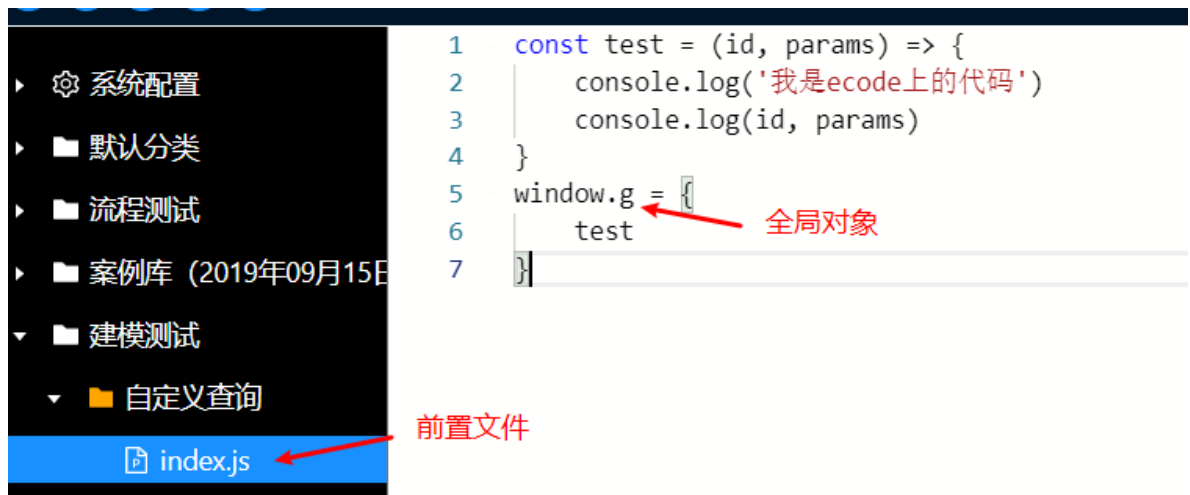 系统配置
默认分类
流程测试
案例库（2019年09月15日
建模测试
自定义查询
index.js
1 const test = (id, params) => {
2 console.log('我是ecode上的代码')
3 console.log(id, params)
4 }
5 window.g = {
6 test
7 }
全局对象
前置文件